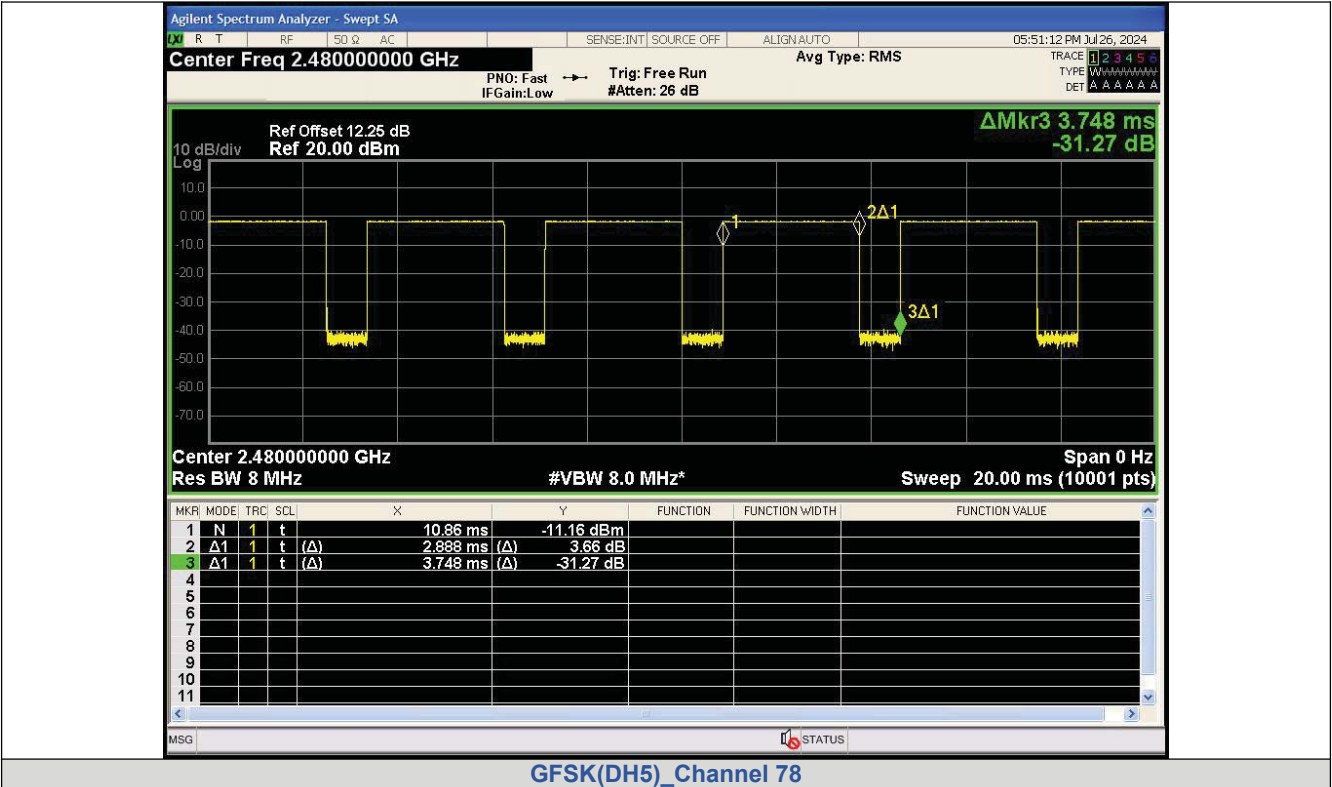 Agilent Spectrum Analyzer - Swept SA
LXI R T RF 50 Ω AC SENSE:INT SOURCE OFF ALIGN AUTO 05:51:12 PM Jul 26, 2024
Center Freq 2.480000000 GHz Avg Type: RMS TRACE 1 2 3 4 5 6
PNO: Fast Trig: Free Run TYPE WWWWWW
IFGain:Low #Atten: 26 dB DET A A A A A A
ΔMkr3 3.748 ms
-31.27 dB
Ref Offset 12.25 dB
10 dB/div Ref 20.00 dBm
Log
10.0
0.00
-10.0
-20.0
-30.0
-40.0
-50.0
-60.0
-70.0
1
2Δ1
3Δ1
Center 2.480000000 GHz Span 0 Hz
Res BW 8 MHz #VBW 8.0 MHz* Sweep 20.00 ms (10001 pts)
MKR MODE TRC SCL X Y FUNCTION FUNCTION WIDTH FUNCTION VALUE
1 N 1 t 10.86 ms -11.16 dBm
2 Δ1 1 t (Δ) 2.888 ms (Δ) 3.66 dB
3 Δ1 1 t (Δ) 3.748 ms (Δ) -31.27 dB
4
5
6
7
8
9
10
11
MSG STATUS
GFSK(DH5)_Channel 78